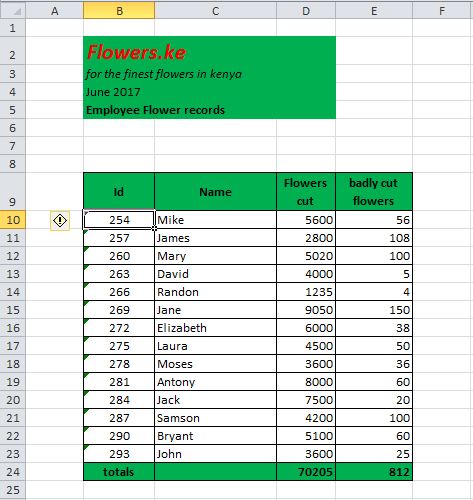 A B C D E F
1
2 Flowers.ke
3 for the finest flowers in kenya
4 June 2017
5 Employee Flower records
6
7
8
9 Id Name Flowers cut badly cut flowers
10 254 Mike 5600 56
11 257 James 2800 108
12 260 Mary 5020 100
13 263 David 4000 5
14 266 Randon 1235 4
15 269 Jane 9050 150
16 272 Elizabeth 6000 38
17 275 Laura 4500 50
18 278 Moses 3600 36
19 281 Antony 8000 60
20 284 Jack 7500 20
21 287 Samson 4200 100
22 290 Bryant 5100 60
23 293 John 3600 25
24 totals 70205 812
25